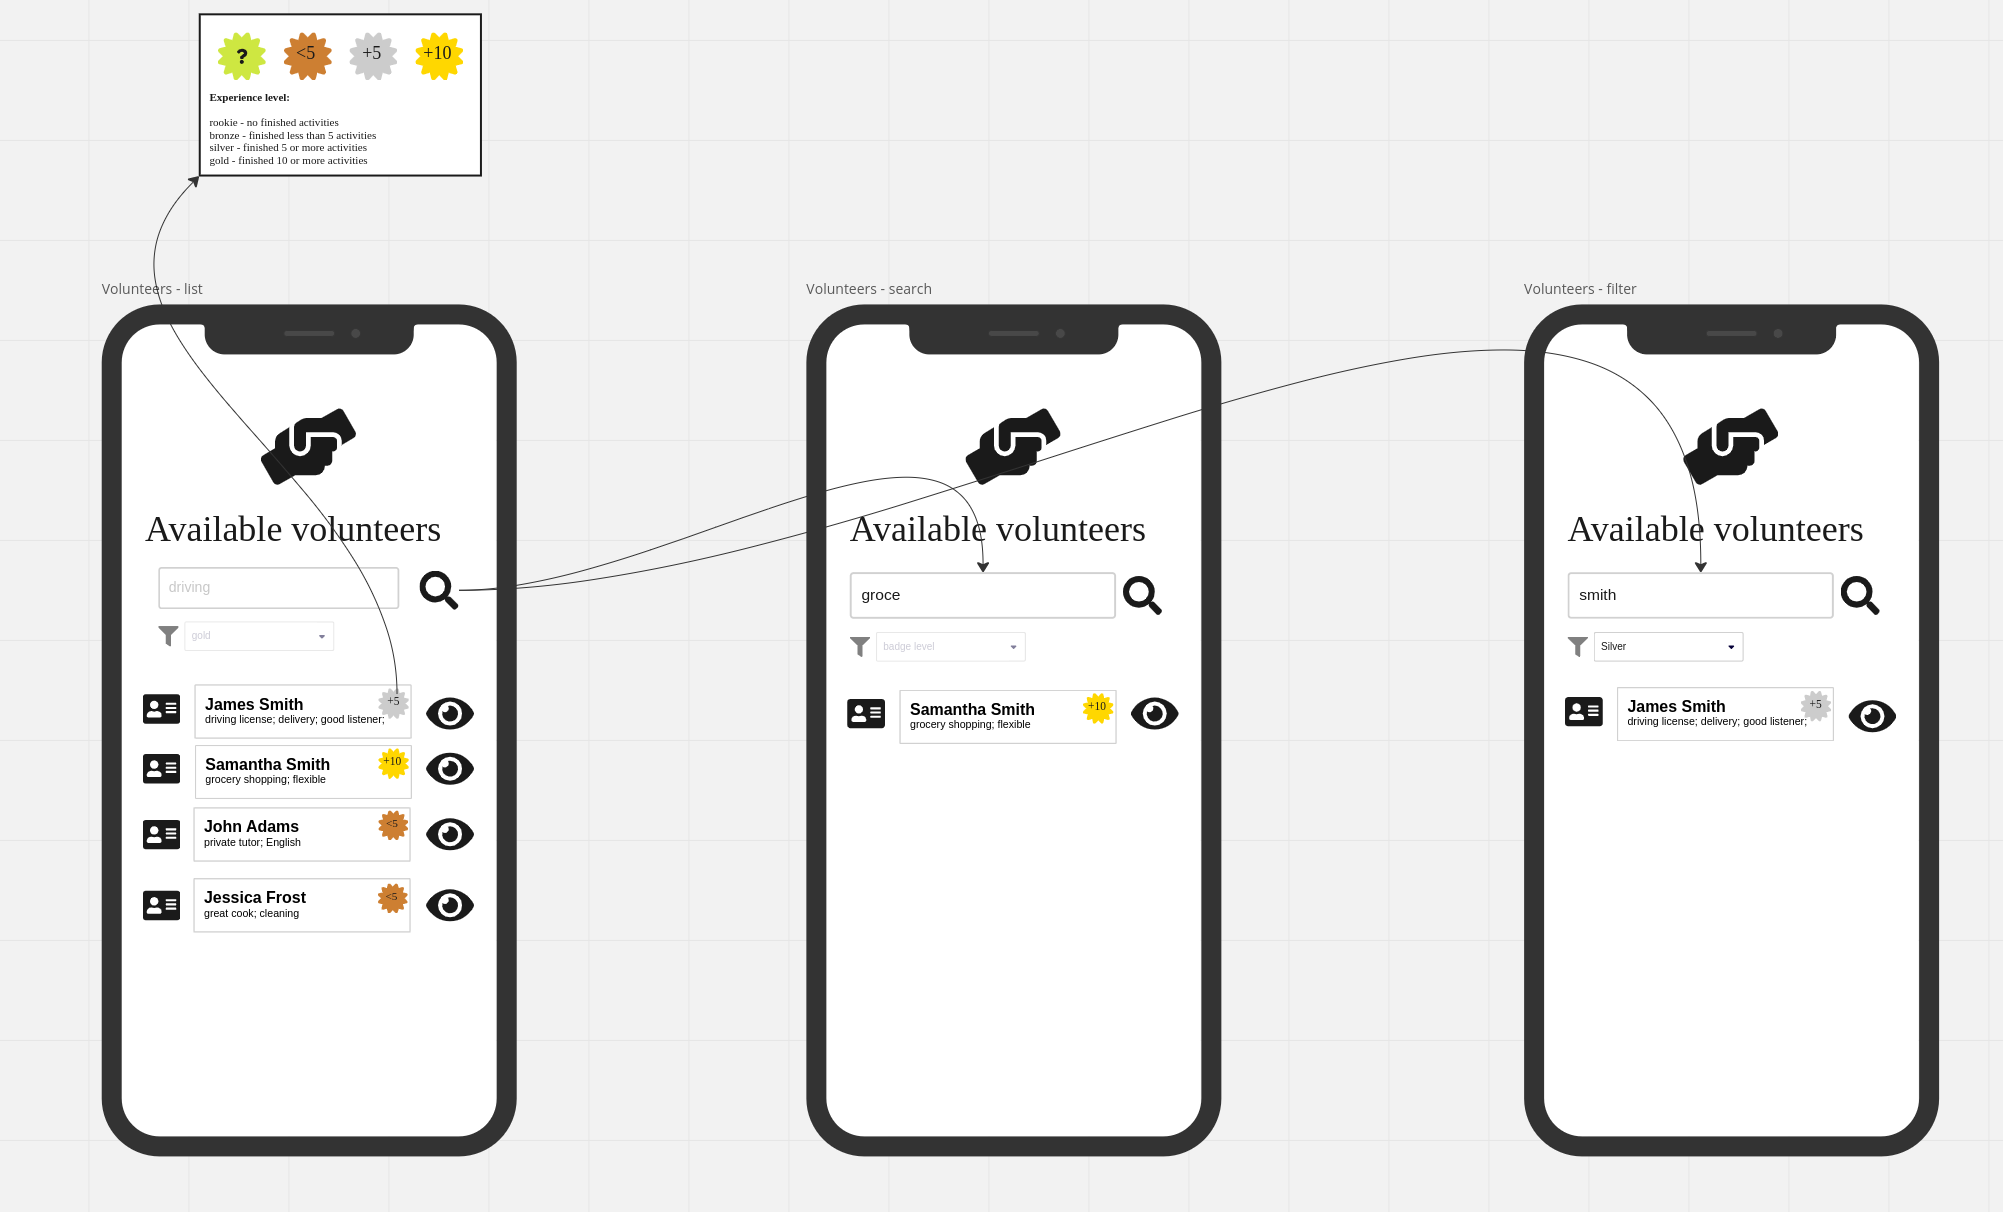 ?
<5
+5
+10
Experience level:
rookie - no finished activities
bronze - finished less than 5 activities
silver - finished 5 or more activities
gold - finished 10 or more activities
Volunteers - list
Available volunteers
driving
gold
James Smith
+5
driving license; delivery; good listener;
Samantha Smith
+10
grocery shopping; flexible
John Adams
<5
private tutor; English
Jessica Frost
<5
great cook; cleaning
Volunteers - search
Available volunteers
groce
badge level
Samantha Smith
+10
grocery shopping; flexible
Volunteers - filter
Available volunteers
smith
Silver
James Smith
+5
driving license; delivery; good listener;